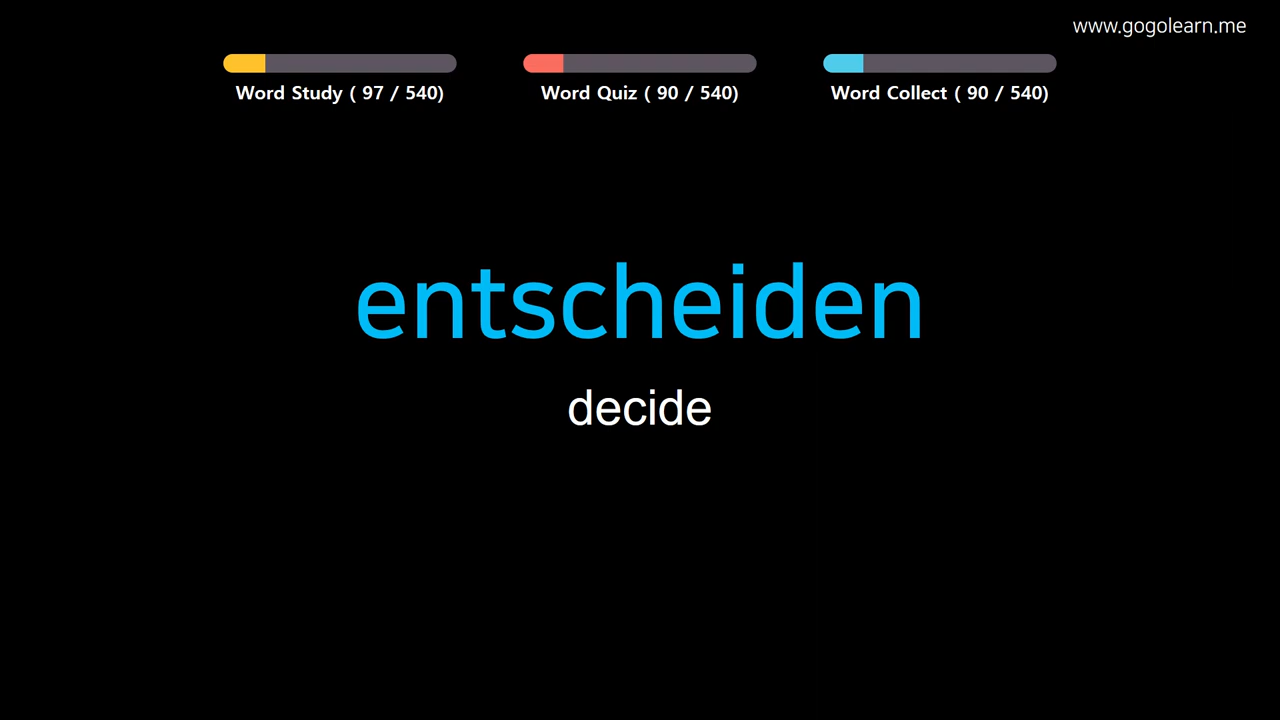 www.gogolearn.me
Word Study ( 97 / 540)
Word Quiz ( 90 / 540)
Word Collect ( 90 / 540)
entscheiden
decide